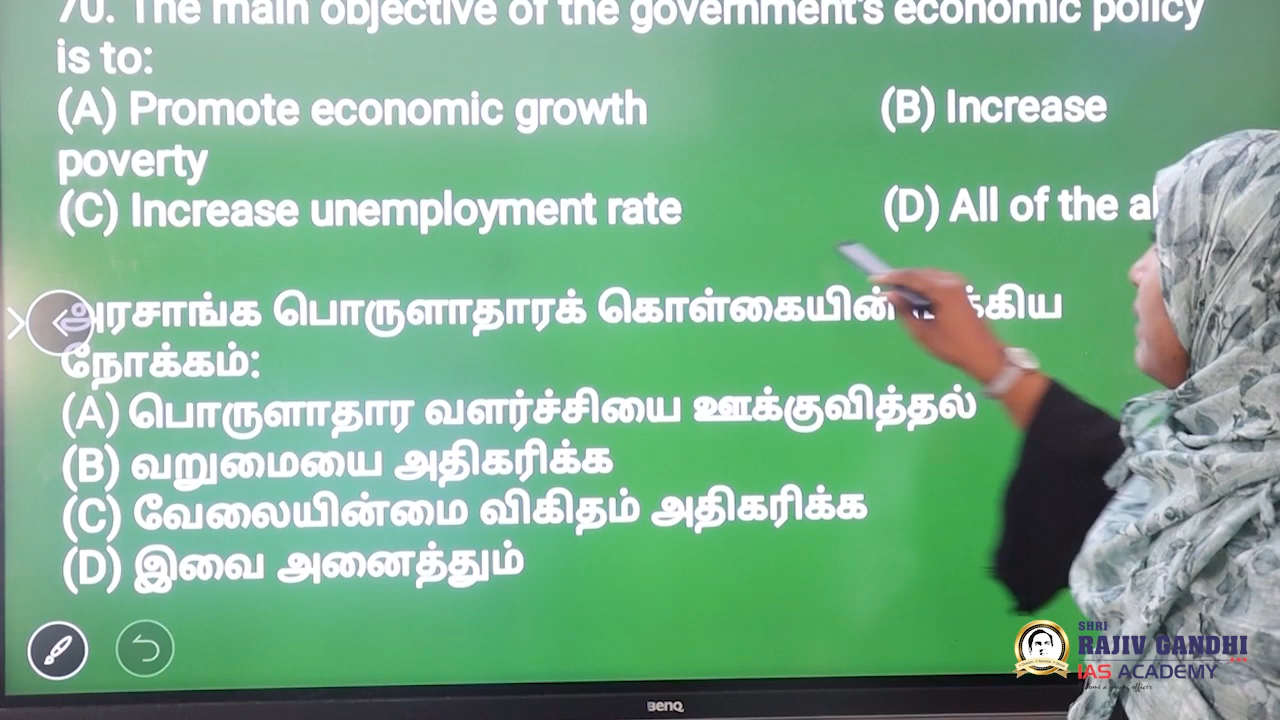 70. The main objective of the government's economic policy
is to:
(A) Promote economic growth (B) Increase
poverty
(C) Increase unemployment rate (D) All of the
அரசாங்க பொருளாதாரக் கொள்கையின்
நோக்கம்:
(A) பொருளாதார வளர்ச்சியை ஊக்குவித்தல்
(B) வறுமையை அதிகரிக்க
(C) வேலையின்மை விகிதம் அதிகரிக்க
(D) இவை அனைத்தும்
SHRI
RAJIV GANDHI
IAS ACADEMY
BenQ